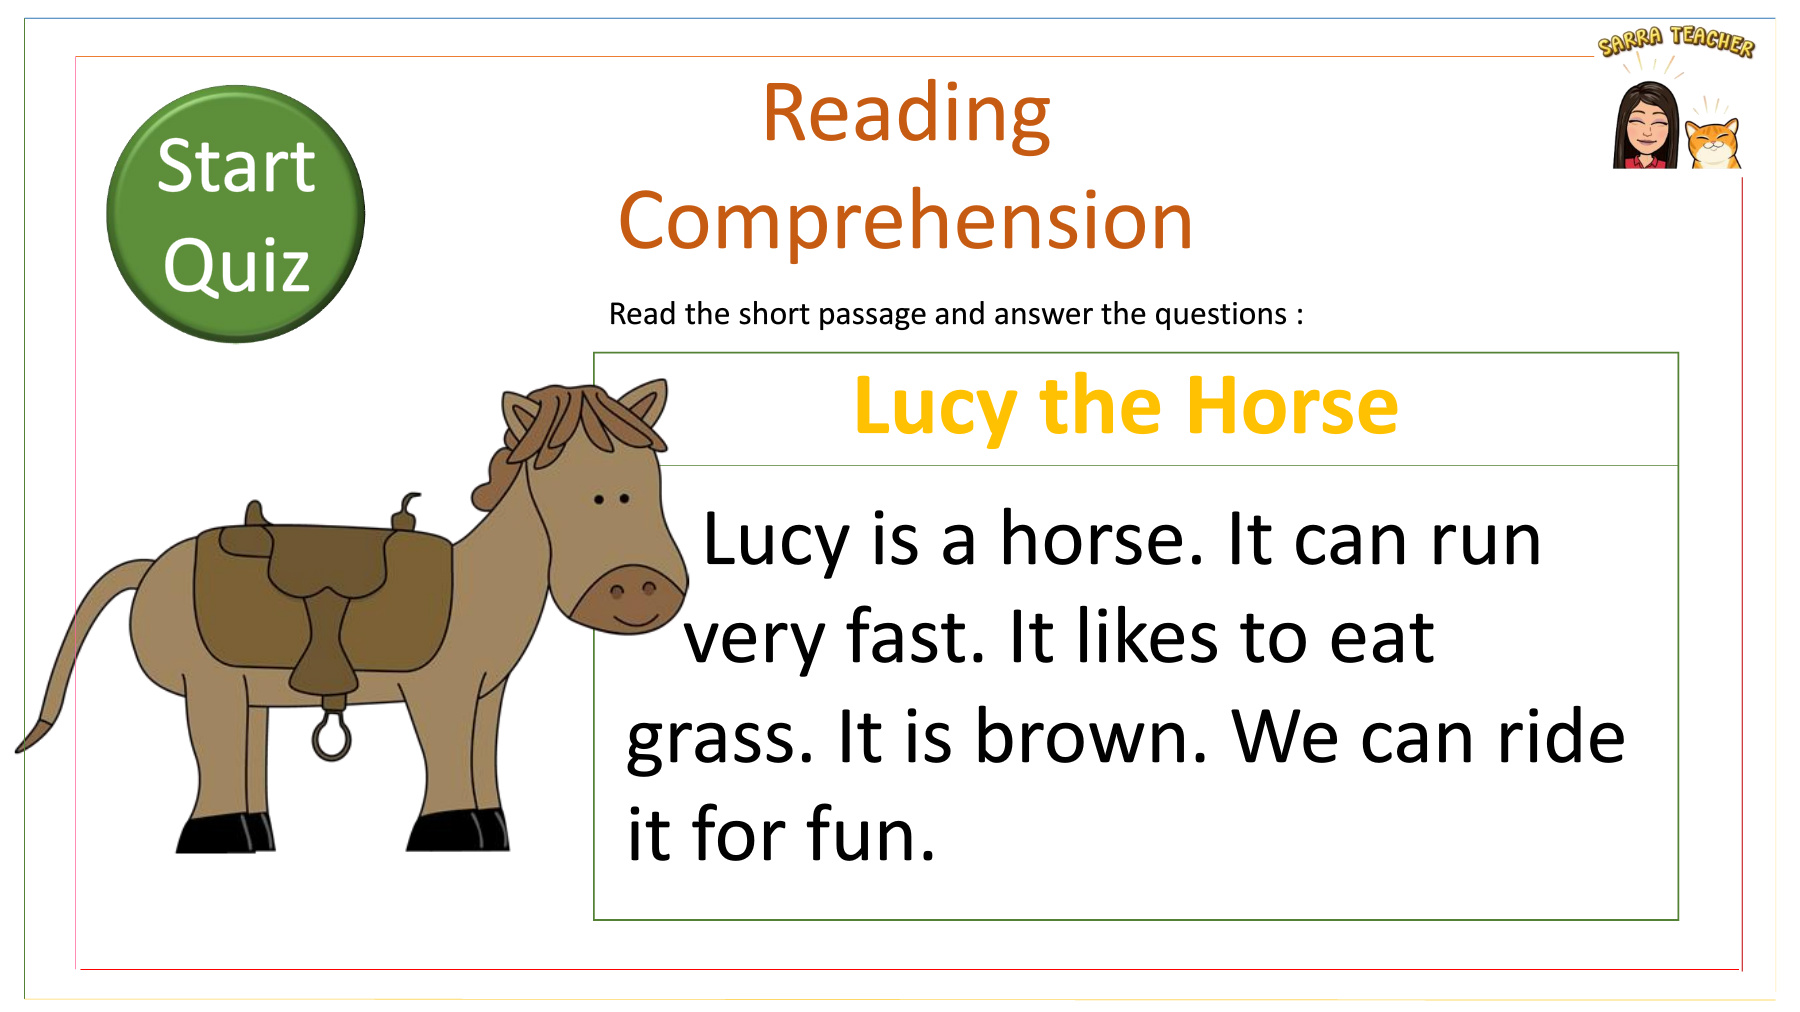 SARRA TEACHER
Start
Quiz
Reading
Comprehension
Read the short passage and answer the questions :
Lucy the Horse
Lucy is a horse. It can run
very fast. It likes to eat
grass. It is brown. We can ride
it for fun.